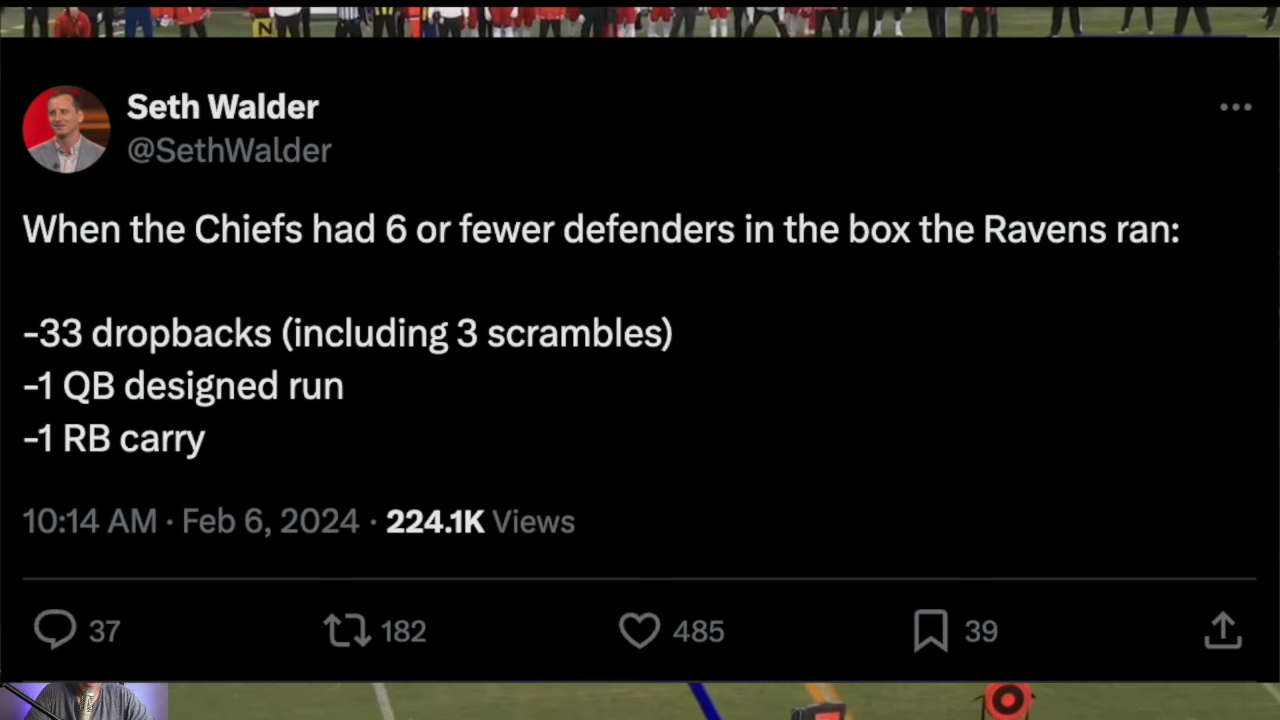 N
Seth Walder
@SethWalder
When the Chiefs had 6 or fewer defenders in the box the Ravens ran:
-33 dropbacks (including 3 scrambles)
-1 QB designed run
-1 RB carry
10:14 AM · Feb 6, 2024 · 224.1K Views
37 182 485 39